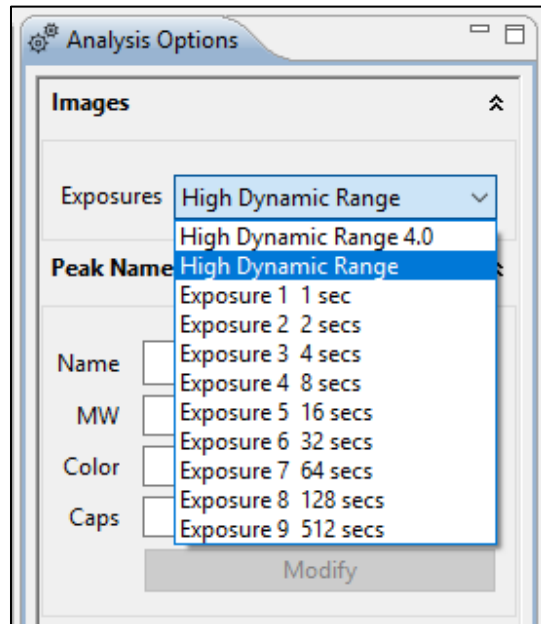 Analysis Options
Images
Exposures High Dynamic Range
High Dynamic Range 4.0
Peak Name High Dynamic Range
Exposure 1 1 sec
Exposure 2 2 secs
Name Exposure 3 4 secs
Exposure 4 8 secs
MW Exposure 5 16 secs
Exposure 6 32 secs
Color Exposure 7 64 secs
Exposure 8 128 secs
Caps Exposure 9 512 secs
Modify